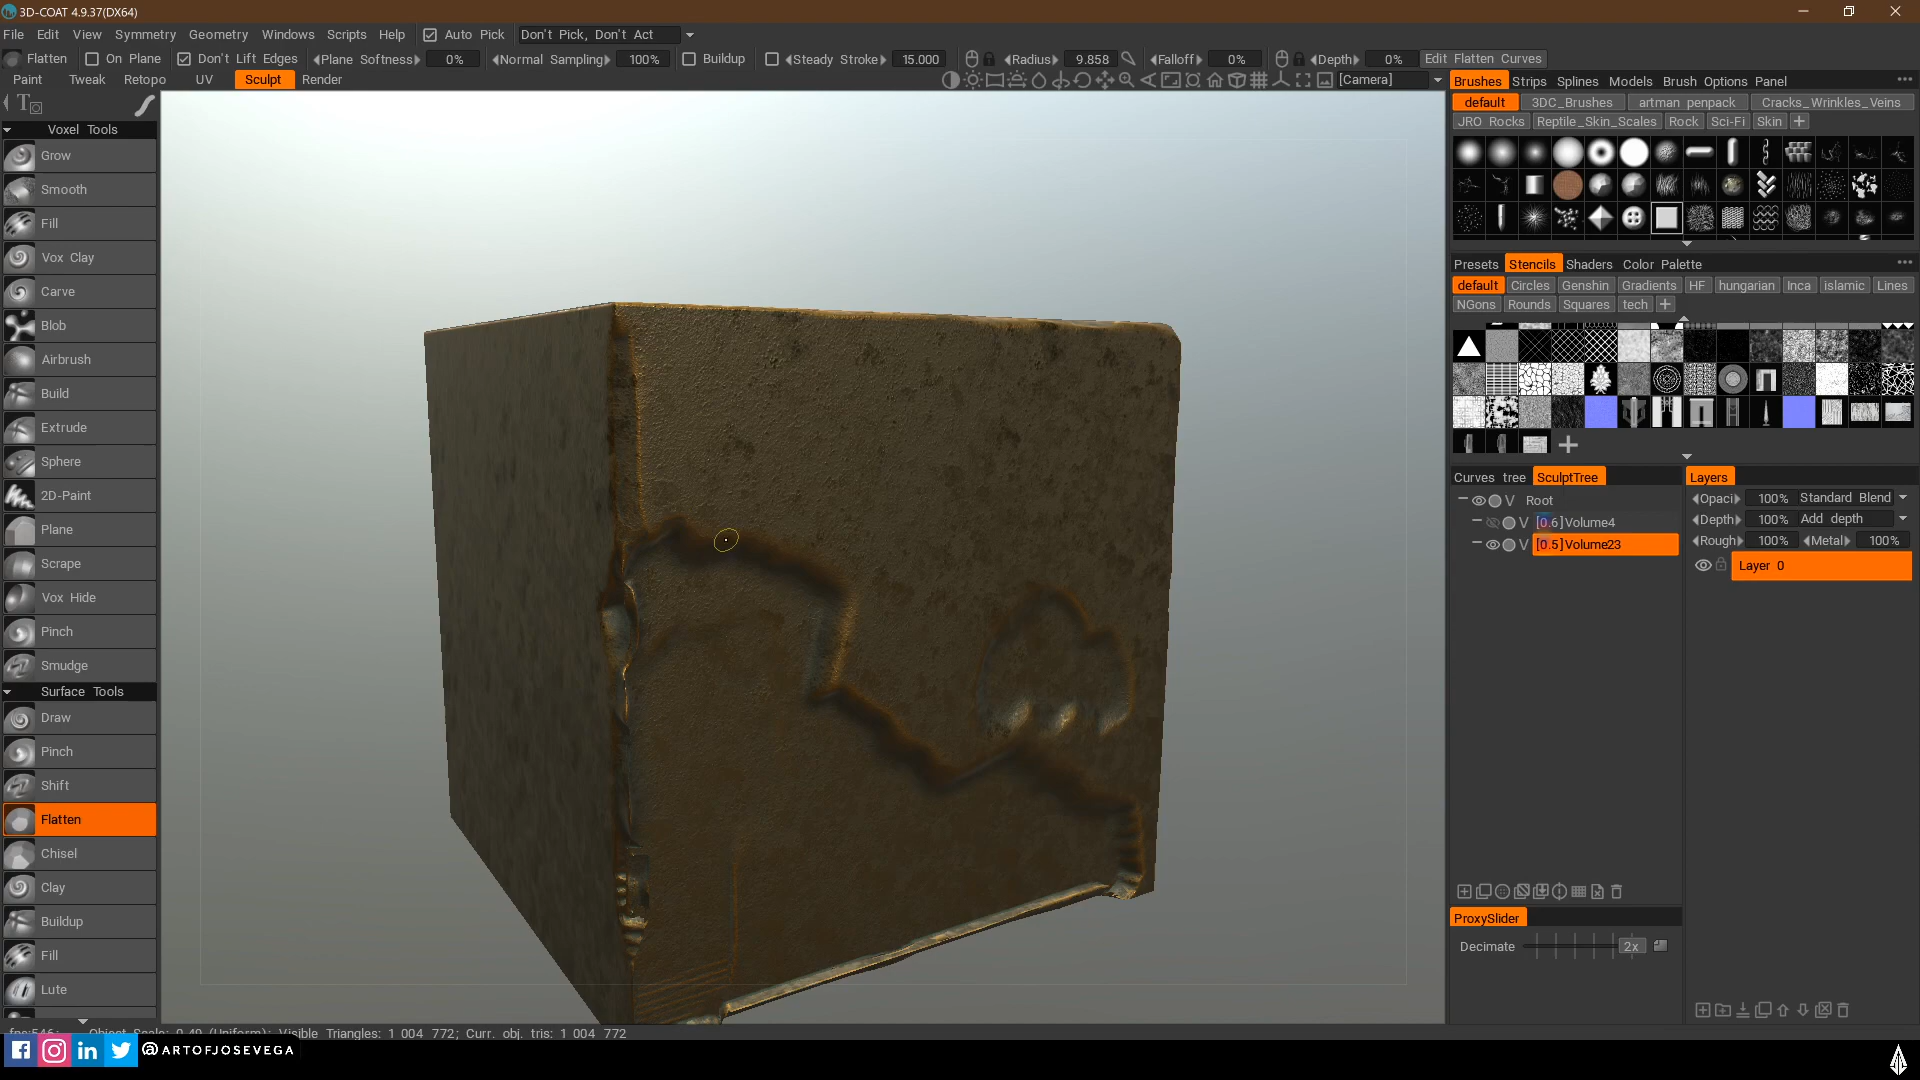 3D-COAT 4.9.37(DX64)
File Edit View Symmetry Geometry Windows Scripts Help Auto Pick Don't Pick, Don't Act
Flatten On Plane Don't Lift Edges Plane Softness 0% Normal Sampling 100% Buildup Steady Stroke 15.000 Radius 9.858 Falloff 0% Depth 0% Edit Flatten Curves
Paint Tweak Retopo UV Sculpt Render [Camera]
Brushes Strips Splines Models Brush Options Panel
default 3DC_Brushes artman penpack Cracks_Wrinkles_Veins
JRO Rocks Reptile_Skin_Scales Rock Sci-Fi Skin
Voxel Tools
Grow
Smooth
Fill
Vox Clay
Carve
Blob
Airbrush
Build
Extrude
Sphere
2D-Paint
Plane
Scrape
Vox Hide
Pinch
Smudge
Surface Tools
Draw
Pinch
Shift
Flatten
Chisel
Clay
Buildup
Fill
Lute
Presets Stencils Shaders Color Palette
default Circles Genshin Gradients HF hungarian Inca islamic Lines
NGons Rounds Squares tech
Curves tree SculptTree
V Root
V [0.6]Volume4
V [0.5]Volume23
Layers
Opaci 100% Standard Blend
Depth 100% Add depth
Rough 100% Metal 100%
Layer 0
ProxySlider
Decimate 2x
fps:546; Object Scale: 0.40 (Uniform); Visible Triangles: 1 004 772; Curr. obj. tris: 1 004 772
@ARTOFJOSEVEGA